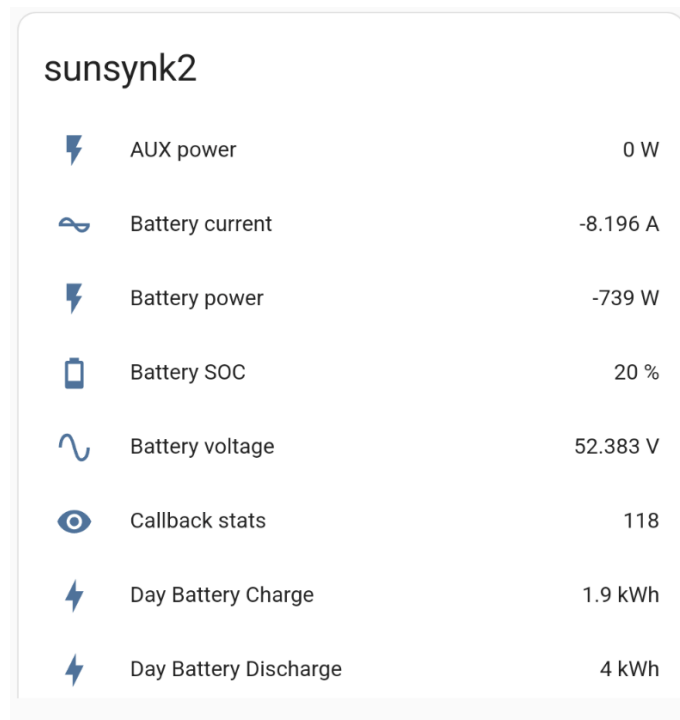 sunsynk2
AUX power 0 W
Battery current -8.196 A
Battery power -739 W
Battery SOC 20 %
Battery voltage 52.383 V
Callback stats 118
Day Battery Charge 1.9 kWh
Day Battery Discharge 4 kWh